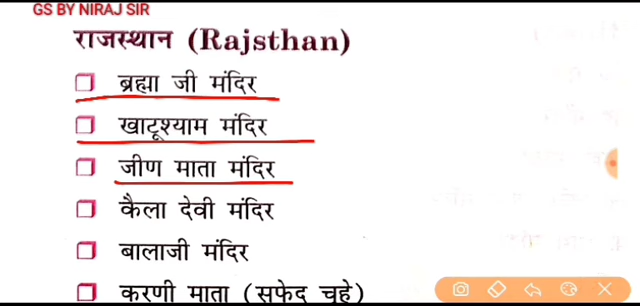 GS BY NIRAJ SIR
राजस्थान (Rajsthan)
ब्रह्मा जी मंदिर
खाटूश्याम मंदिर
जीण माता मंदिर
कैला देवी मंदिर
बालाजी मंदिर
करणी माता (सफेद चूहे)